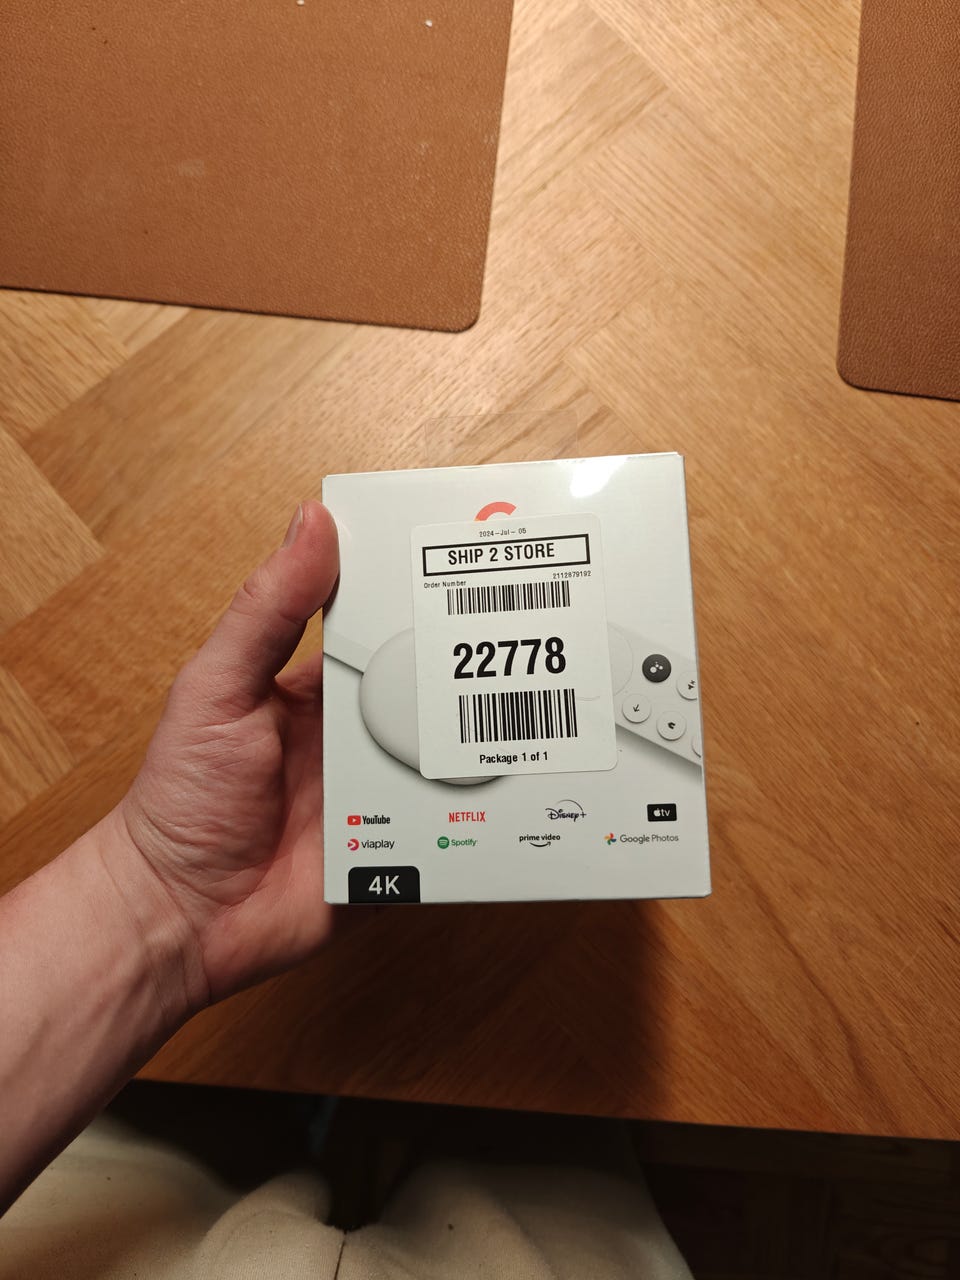 2024-Jul-05
SHIP 2 STORE
Order Number 2112879192
22778
Package 1 of 1
YouTube NETFLIX Disney+ tv
viaplay Spotify prime video Google Photos
4K